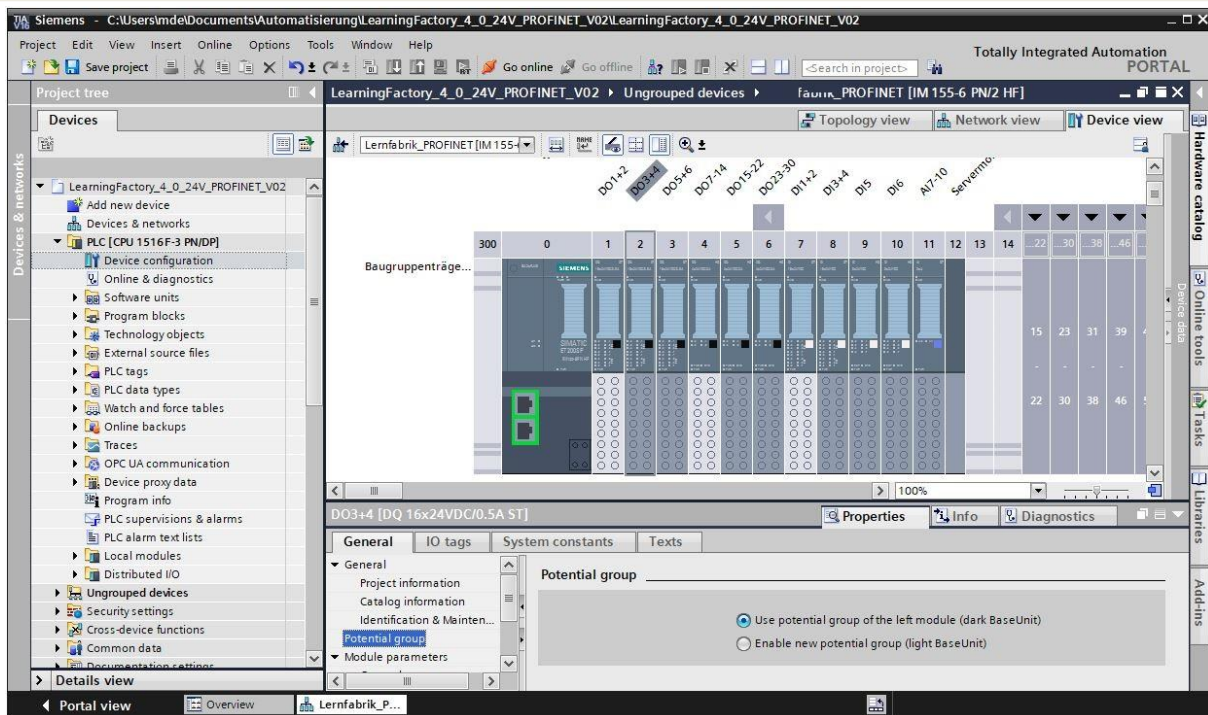 Siemens - C:\Users\mde\Documents\Automatisierung\LearningFactory_4_0_24V_PROFINET_V02\LearningFactory_4_0_24V_PROFINET_V02
Project Edit View Insert Online Options Tools Window Help
Totally Integrated Automation
PORTAL
Save project
Go online
Go offline
<Search in project>
Project tree
LearningFactory_4_0_24V_PROFINET_V02
Ungrouped devices
fabrik_PROFINET [IM 155-6 PN/2 HF]
Devices
Topology view
Network view
Device view
Lernfabrik_PROFINET [IM 155-
Devices & networks
LearningFactory_4_0_24V_PROFINET_V02
Add new device
Devices & networks
PLC [CPU 1516F-3 PN/DP]
Device configuration
Online & diagnostics
Software units
Program blocks
Technology objects
External source files
PLC tags
PLC data types
Watch and force tables
Online backups
Traces
OPC UA communication
Device proxy data
Program info
PLC supervisions & alarms
PLC alarm text lists
Local modules
Distributed I/O
Ungrouped devices
Security settings
Cross-device functions
Common data
Documentation settings
Details view
DO1+2
DO3+4
DO5+6
DO7-14
DO15-22
DO23-30
DI1+2
DI3+4
DI5
DI6
AI7-10
Servermo...
300 0 1 2 3 4 5 6 7 8 9 10 11 12 13 14 ...22 ...30 ...38 ...46
Baugruppenträge...
SIEMENS
SIMATIC
ET 200SP
15 23 31 39
- - - -
22 30 38 46
Device data
100%
DO3+4 [DQ 16x24VDC/0.5A ST]
Properties
Info
Diagnostics
General
IO tags
System constants
Texts
General
Project information
Catalog information
Identification & Mainten...
Potential group
Module parameters
Potential group
Use potential group of the left module (dark BaseUnit)
Enable new potential group (light BaseUnit)
Hardware catalog
Online tools
Tasks
Libraries
Add-ins
Portal view
Overview
Lernfabrik_P...